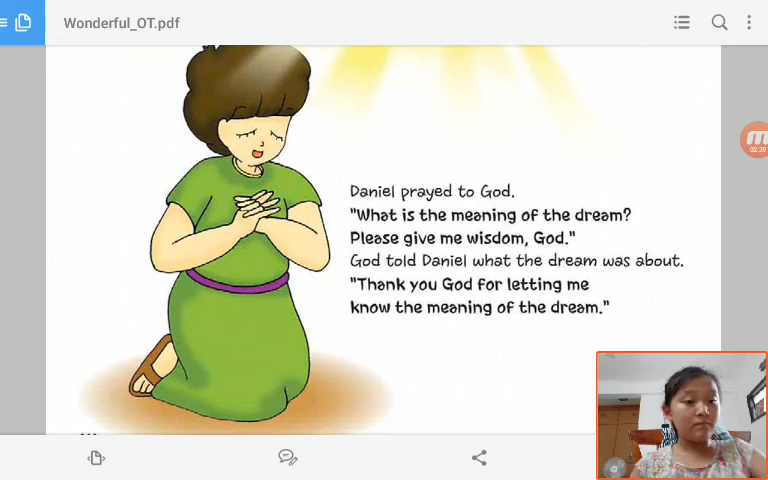 Wonderful_OT.pdf
02:38
Daniel prayed to God.
"What is the meaning of the dream?
Please give me wisdom, God."
God told Daniel what the dream was about.
"Thank you God for letting me
know the meaning of the dream."